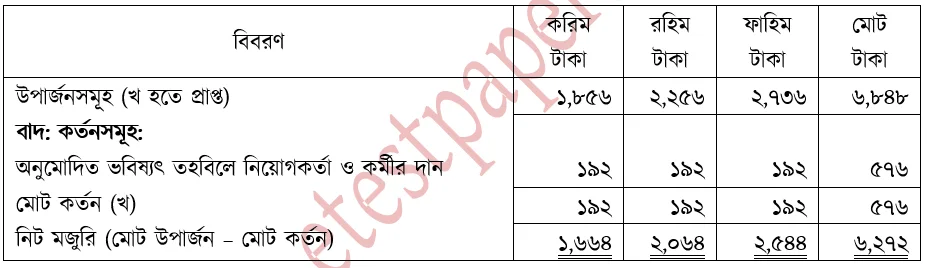 বিবরণ করিম টাকা রহিম টাকা ফাহিম টাকা মোট টাকা
উপার্জনসমূহ (খ হতে প্রাপ্ত) ১,৮৫৬ ২,২৫৬ ২,৭৩৬ ৬,৮৪৮
বাদ: কর্তনসমূহ:
অনুমোদিত ভবিষ্যৎ তহবিলে নিয়োগকর্তা ও কর্মীর দান ১৯২ ১৯২ ১৯২ ৫৭৬
মোট কর্তন (খ) ১৯২ ১৯২ ১৯২ ৫৭৬
নিট মজুরি (মোট উপার্জন – মোট কর্তন) ১,৬৬৪ ২,০৬৪ ২,৫৪৪ ৬,২৭২
etestpaper